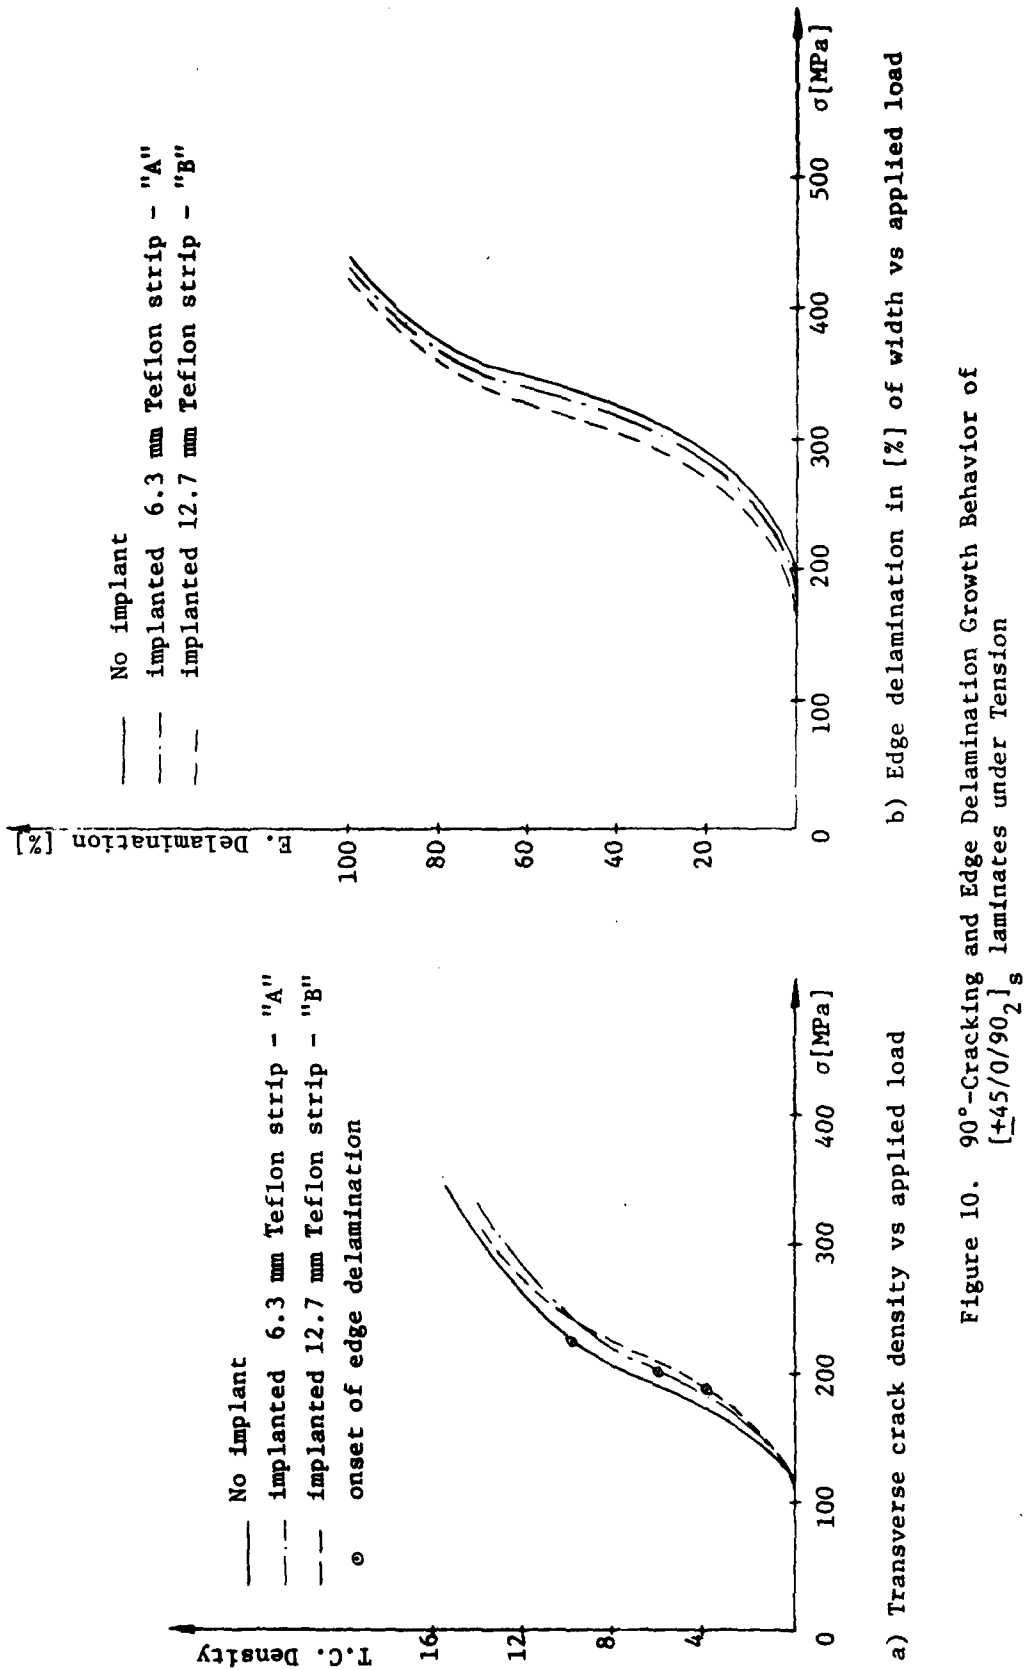 T.C. Density
No implant
implanted 6.3 mm Teflon strip - "A"
implanted 12.7 mm Teflon strip - "B"
onset of edge delamination
16
12
8
4
0
100
200
300
400
σ[MPa]
a) Transverse crack density vs applied load
E. Delamination [%]
No implant
implanted 6.3 mm Teflon strip - "A"
implanted 12.7 mm Teflon strip - "B"
100
80
60
40
20
0
100
200
300
400
500
σ[MPa]
b) Edge delamination in [%] of width vs applied load
Figure 10. 90°-Cracking and Edge Delamination Growth Behavior of
[±45/0/90₂]ₛ laminates under Tension